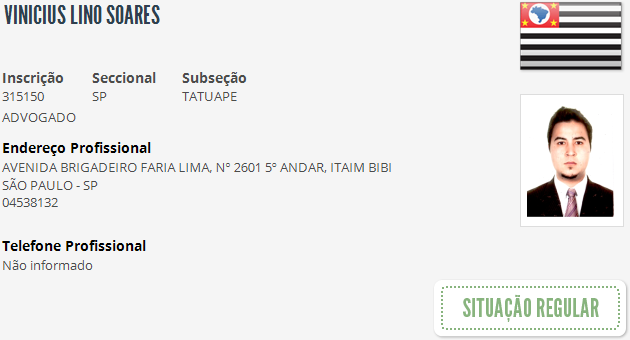 VINICIUS LINO SOARES
Inscrição Seccional Subseção
315150 SP TATUAPE
ADVOGADO
Endereço Profissional
AVENIDA BRIGADEIRO FARIA LIMA, Nº 2601 5º ANDAR, ITAIM BIBI
SÃO PAULO - SP
04538132
Telefone Profissional
Não informado
SITUAÇÃO REGULAR